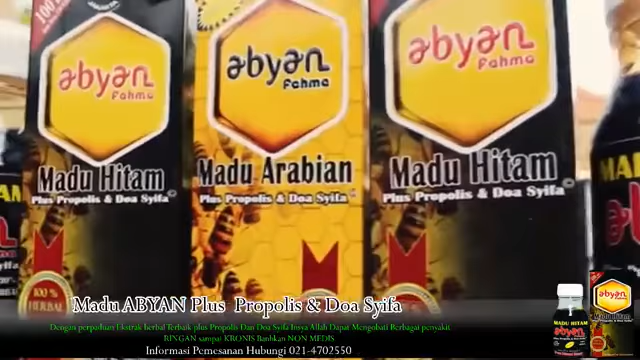 abyan
Fahma
Madu Hitam
Plus Propolis & Doa Syifa
100 %
HERBAL
abyan
Fahma
Madu Arabian
Plus Propolis & Doa Syifa
abyan
Fahma
Madu Hitam
Plus Propolis & Doa Syifa
Madu ABYAN Plus Propolis & Doa Syifa
Dengan perpaduan Ekstrak herbal Terbaik plus Propolis Dan Doa Syifa Insya Allah Dapat Mengobati Berbagai penyakit
RINGAN sampai KRONIS Bahkan NON MEDIS
Informasi Pemesanan Hubungi 021-4702550
MADU HITAM
abyan
Madu Hitam